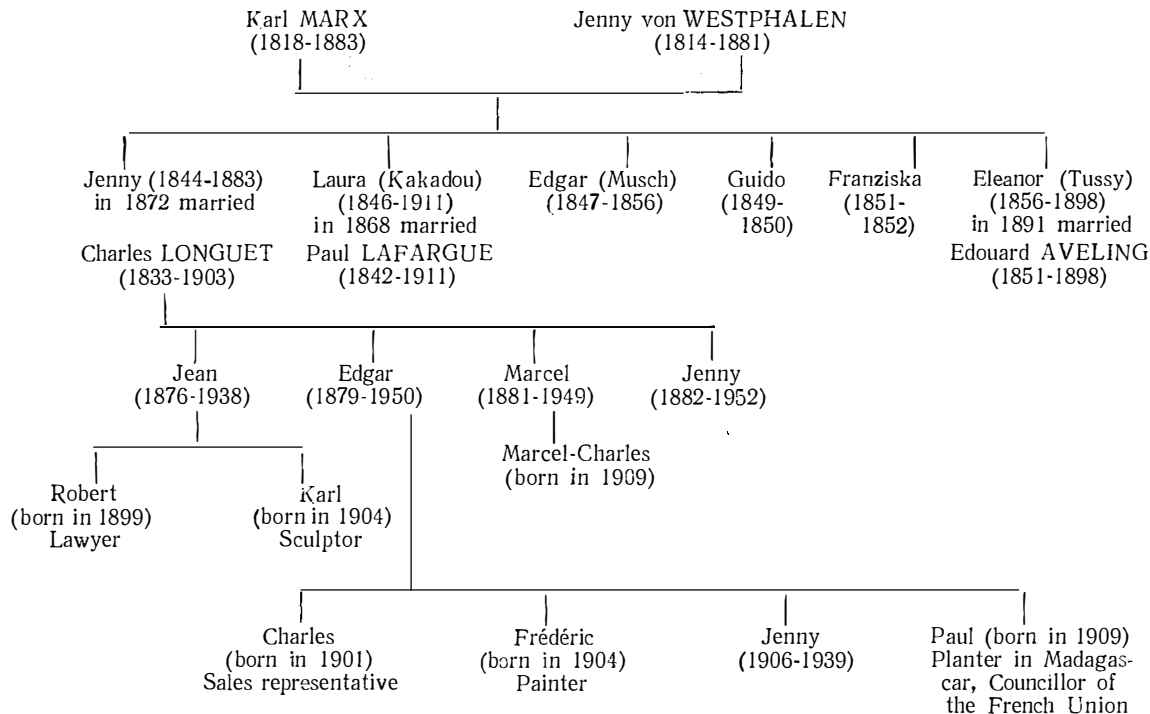 Karl MARX
(1818-1883)
Jenny von WESTPHALEN
(1814-1881)
Jenny (1844-1883)
in 1872 married
Charles LONGUET
(1833-1903)
Laura (Kakadou)
(1846-1911)
in 1868 married
Paul LAFARGUE
(1842-1911)
Edgar (Musch)
(1847-1856)
Guido
(1849-
1850)
Franziska
(1851-
1852)
Eleanor (Tussy)
(1856-1898)
in 1891 married
Edouard AVELING
(1851-1898)
Jean
(1876-1938)
Edgar
(1879-1950)
Marcel
(1881-1949)
Jenny
(1882-1952)
Marcel-Charles
(born in 1909)
Robert
(born in 1899)
Lawyer
Karl
(born in 1904)
Sculptor
Charles
(born in 1901)
Sales representative
Frédéric
(born in 1904)
Painter
Jenny
(1906-1939)
Paul (born in 1909)
Planter in Madagas-
car, Councillor of
the French Union